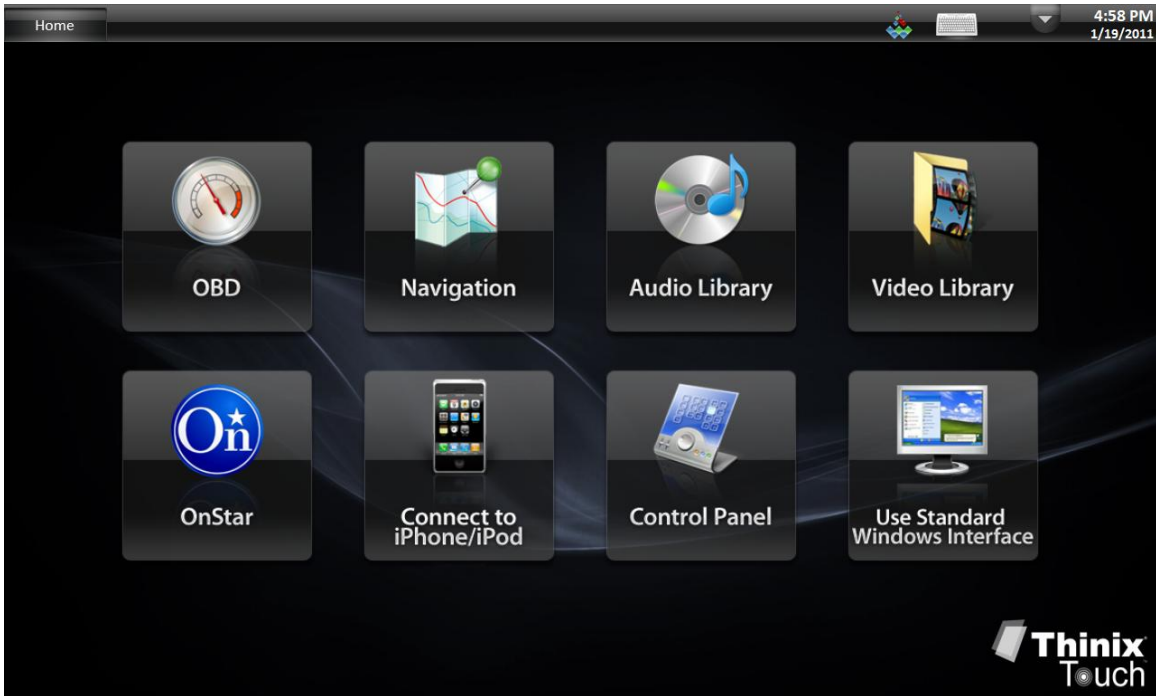 Home
4:58 PM
1/19/2011
OBD
Navigation
Audio Library
Video Library
On
OnStar
Connect to
iPhone/iPod
Control Panel
Use Standard
Windows Interface
Thinix
Touch